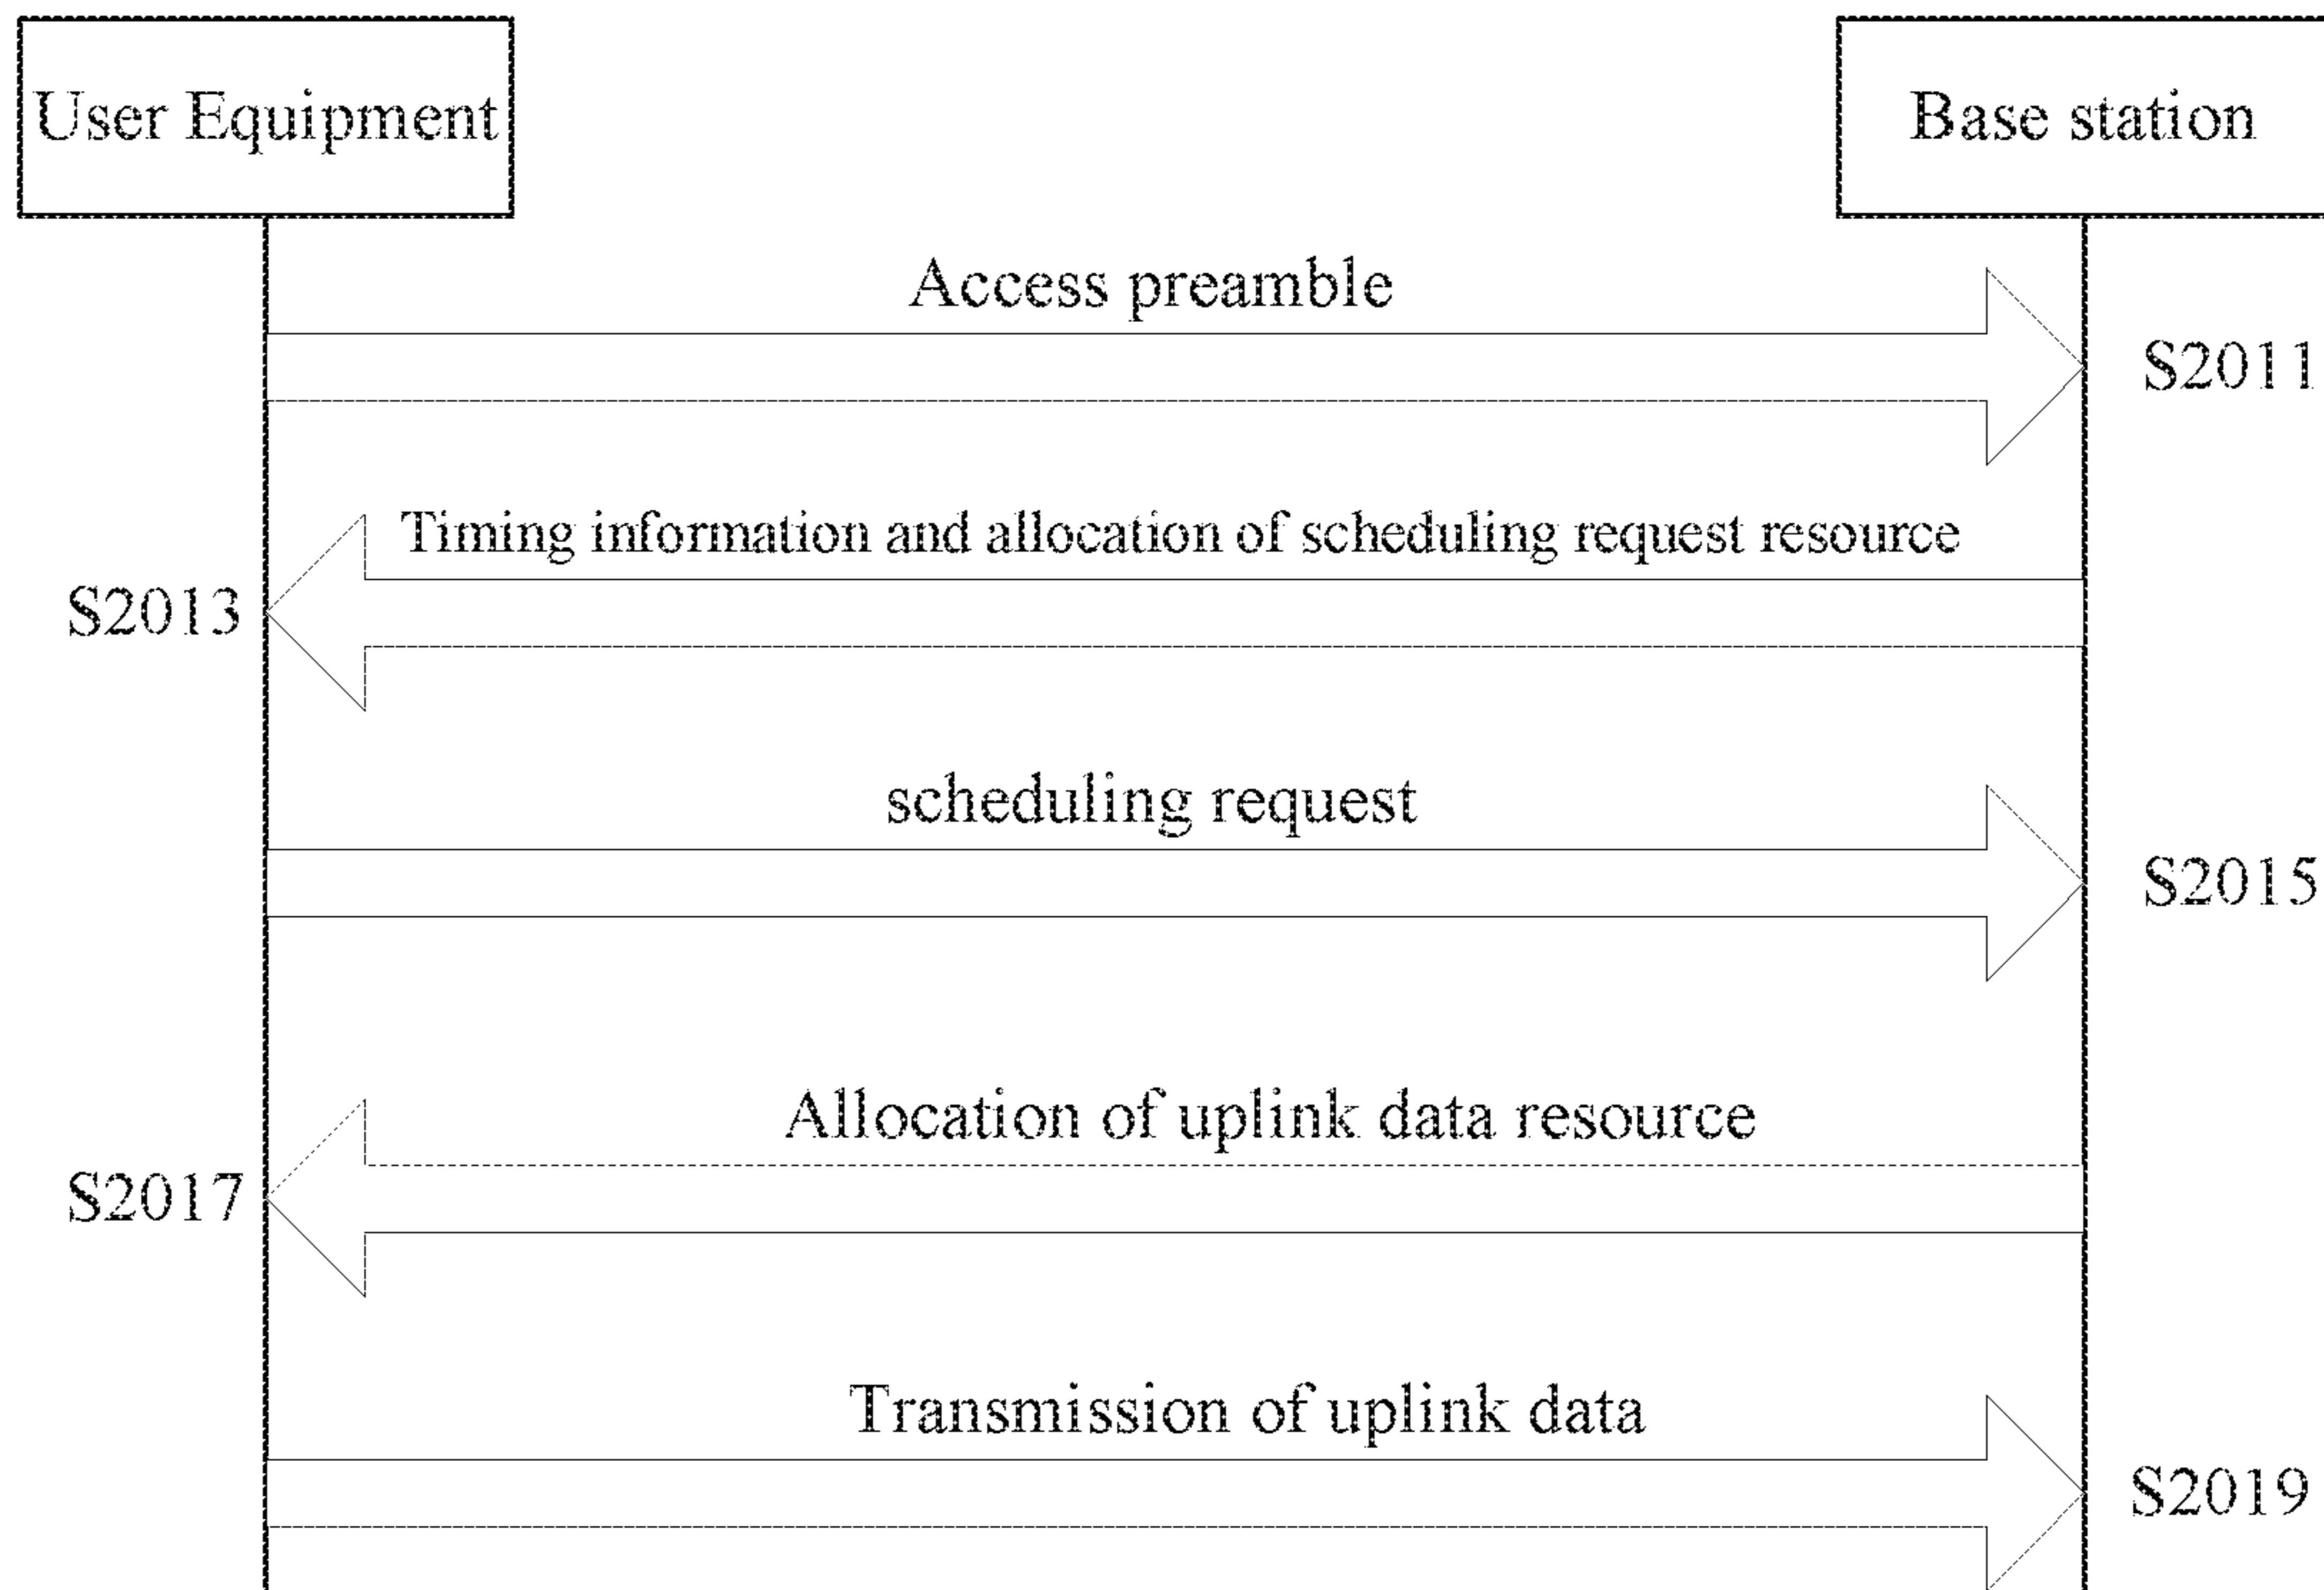 User Equipment
Base station
Access preamble
S2011
Timing information and allocation of scheduling request resource
S2013
scheduling request
S2015
Allocation of uplink data resource
S2017
Transmission of uplink data
S2019